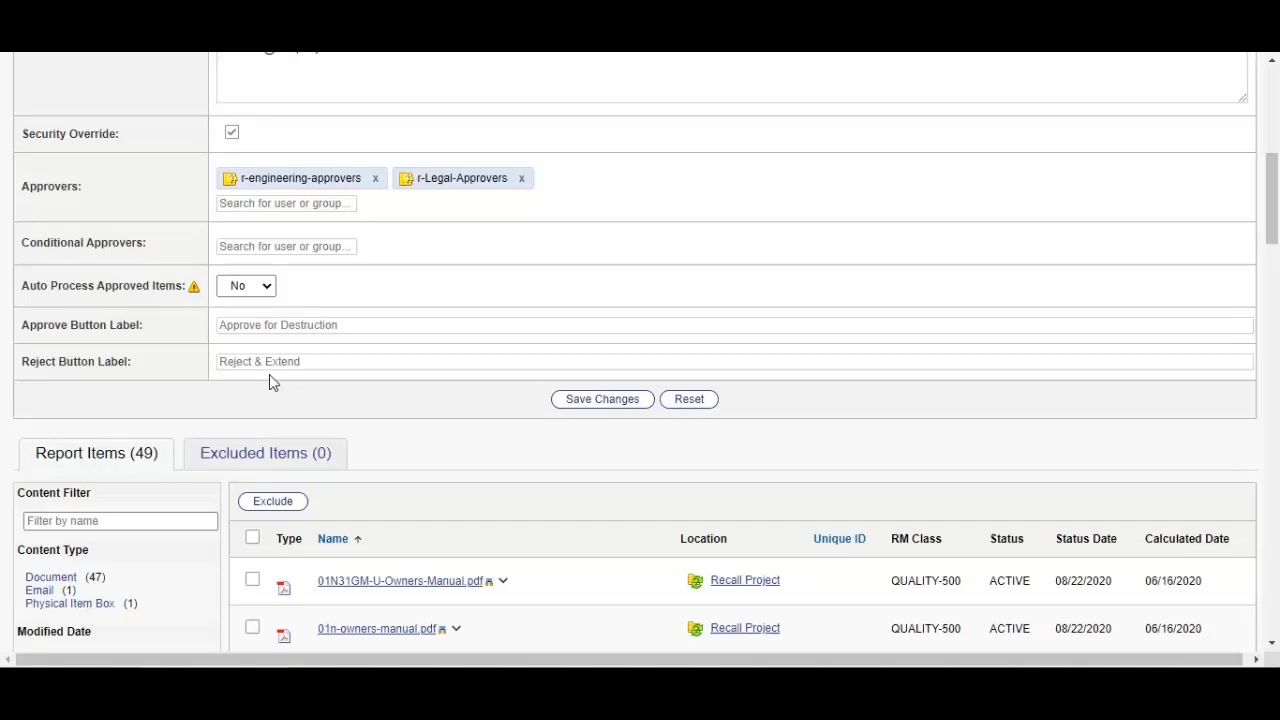 Security Override:
Approvers:
r-engineering-approvers x r-Legal-Approvers x
Search for user or group...
Conditional Approvers:
Search for user or group...
Auto Process Approved Items: No
Approve Button Label: Approve for Destruction
Reject Button Label: Reject & Extend
Save Changes Reset
Report Items (49) Excluded Items (0)
Content Filter
Filter by name
Content Type
Document (47)
Email (1)
Physical Item Box (1)
Modified Date
Exclude
Type Name Location Unique ID RM Class Status Status Date Calculated Date
01N31GM-U-Owners-Manual.pdf Recall Project QUALITY-500 ACTIVE 08/22/2020 06/16/2020
01n-owners-manual.pdf Recall Project QUALITY-500 ACTIVE 08/22/2020 06/16/2020